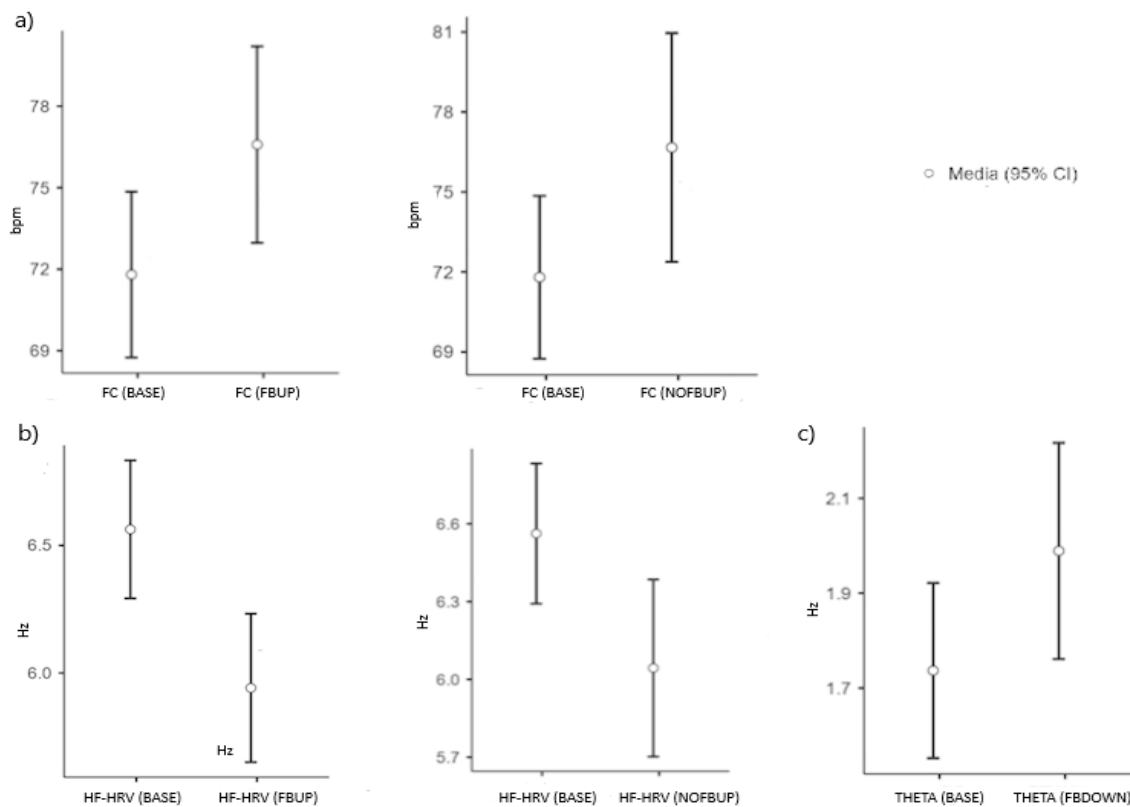 a)
78
75
72
69
bpm
FC (BASE)
FC (FBUP)
81
78
75
72
69
bpm
FC (BASE)
FC (NOFBUP)
Media (95% CI)
b)
6.5
6.0
Hz
Hz
HF-HRV (BASE)
HF-HRV (FBUP)
6.6
6.3
6.0
5.7
Hz
HF-HRV (BASE)
HF-HRV (NOFBUP)
c)
2.1
1.9
1.7
Hz
THETA (BASE)
THETA (FBDOWN)